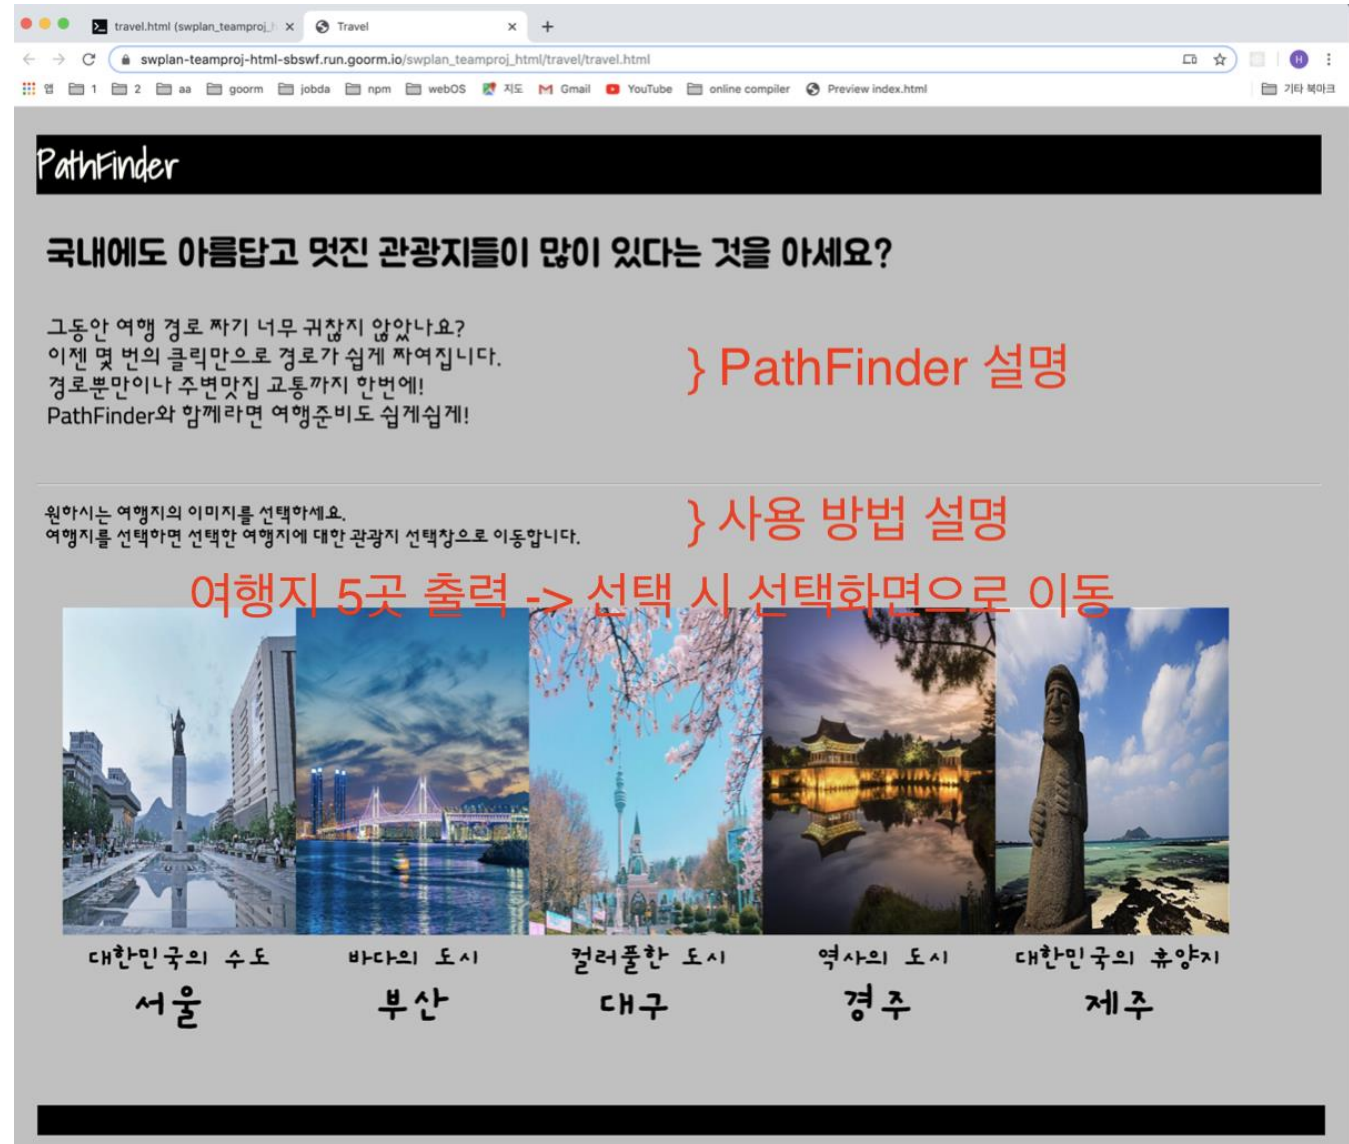 travel.html (swplan_teamproj_h
Travel
swplan-teamproj-html-sbswf.run.goorm.io/swplan_teamproj_html/travel/travel.html
H
앱 1 2 aa goorm jobda npm webOS 지도 Gmail YouTube online compiler Preview index.html 기타 북마크
PathFinder
국내에도 아름답고 멋진 관광지들이 많이 있다는 것을 아세요?
그동안 여행 경로 짜기 너무 귀찮지 않았나요?
이젠 몇 번의 클릭만으로 경로가 쉽게 짜여집니다.
경로뿐만이나 주변맛집 교통까지 한번에!
PathFinder와 함께라면 여행준비도 쉽게쉽게!
} PathFinder 설명
원하시는 여행지의 이미지를 선택하세요.
여행지를 선택하면 선택한 여행지에 대한 관광지 선택창으로 이동합니다.
} 사용 방법 설명
여행지 5곳 출력 -> 선택 시 선택화면으로 이동
대한민국의 수도
서울
바다의 도시
부산
컬러풀한 도시
대구
역사의 도시
경주
대한민국의 휴양지
제주